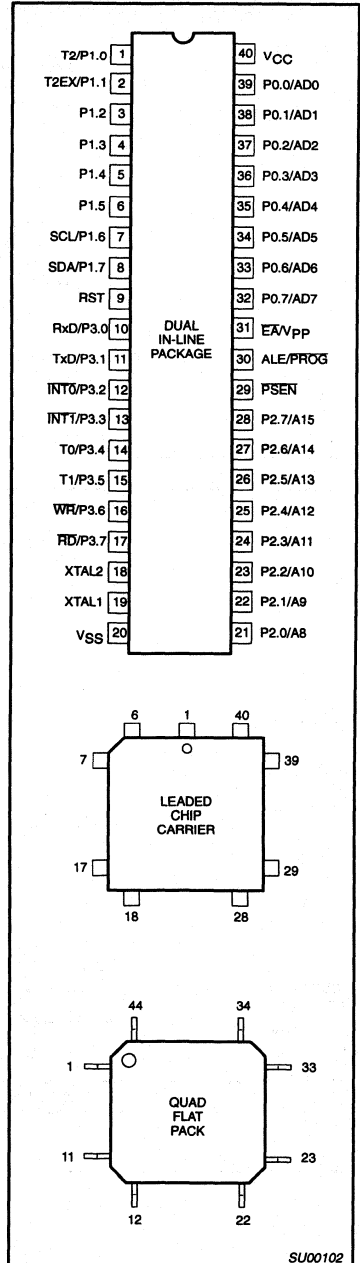 T2/P1.0 1 40 VCC
T2EX/P1.1 2 39 P0.0/AD0
P1.2 3 38 P0.1/AD1
P1.3 4 37 P0.2/AD2
P1.4 5 36 P0.3/AD3
P1.5 6 35 P0.4/AD4
SCL/P1.6 7 34 P0.5/AD5
SDA/P1.7 8 33 P0.6/AD6
RST 9 32 P0.7/AD7
RxD/P3.0 10 31 E̅A̅/VPP
TxD/P3.1 11 30 ALE/P̅R̅O̅G̅
I̅N̅T̅0̅/P3.2 12 29 P̅S̅E̅N̅
I̅N̅T̅1̅/P3.3 13 28 P2.7/A15
T0/P3.4 14 27 P2.6/A14
T1/P3.5 15 26 P2.5/A13
W̅R̅/P3.6 16 25 P2.4/A12
R̅D̅/P3.7 17 24 P2.3/A11
XTAL2 18 23 P2.2/A10
XTAL1 19 22 P2.1/A9
VSS 20 21 P2.0/A8
DUAL
IN-LINE
PACKAGE
6 1 40
7 39
LEADED
CHIP
CARRIER
17 29
18 28
44 34
1 33
QUAD
FLAT
PACK
11 23
12 22
SU00102